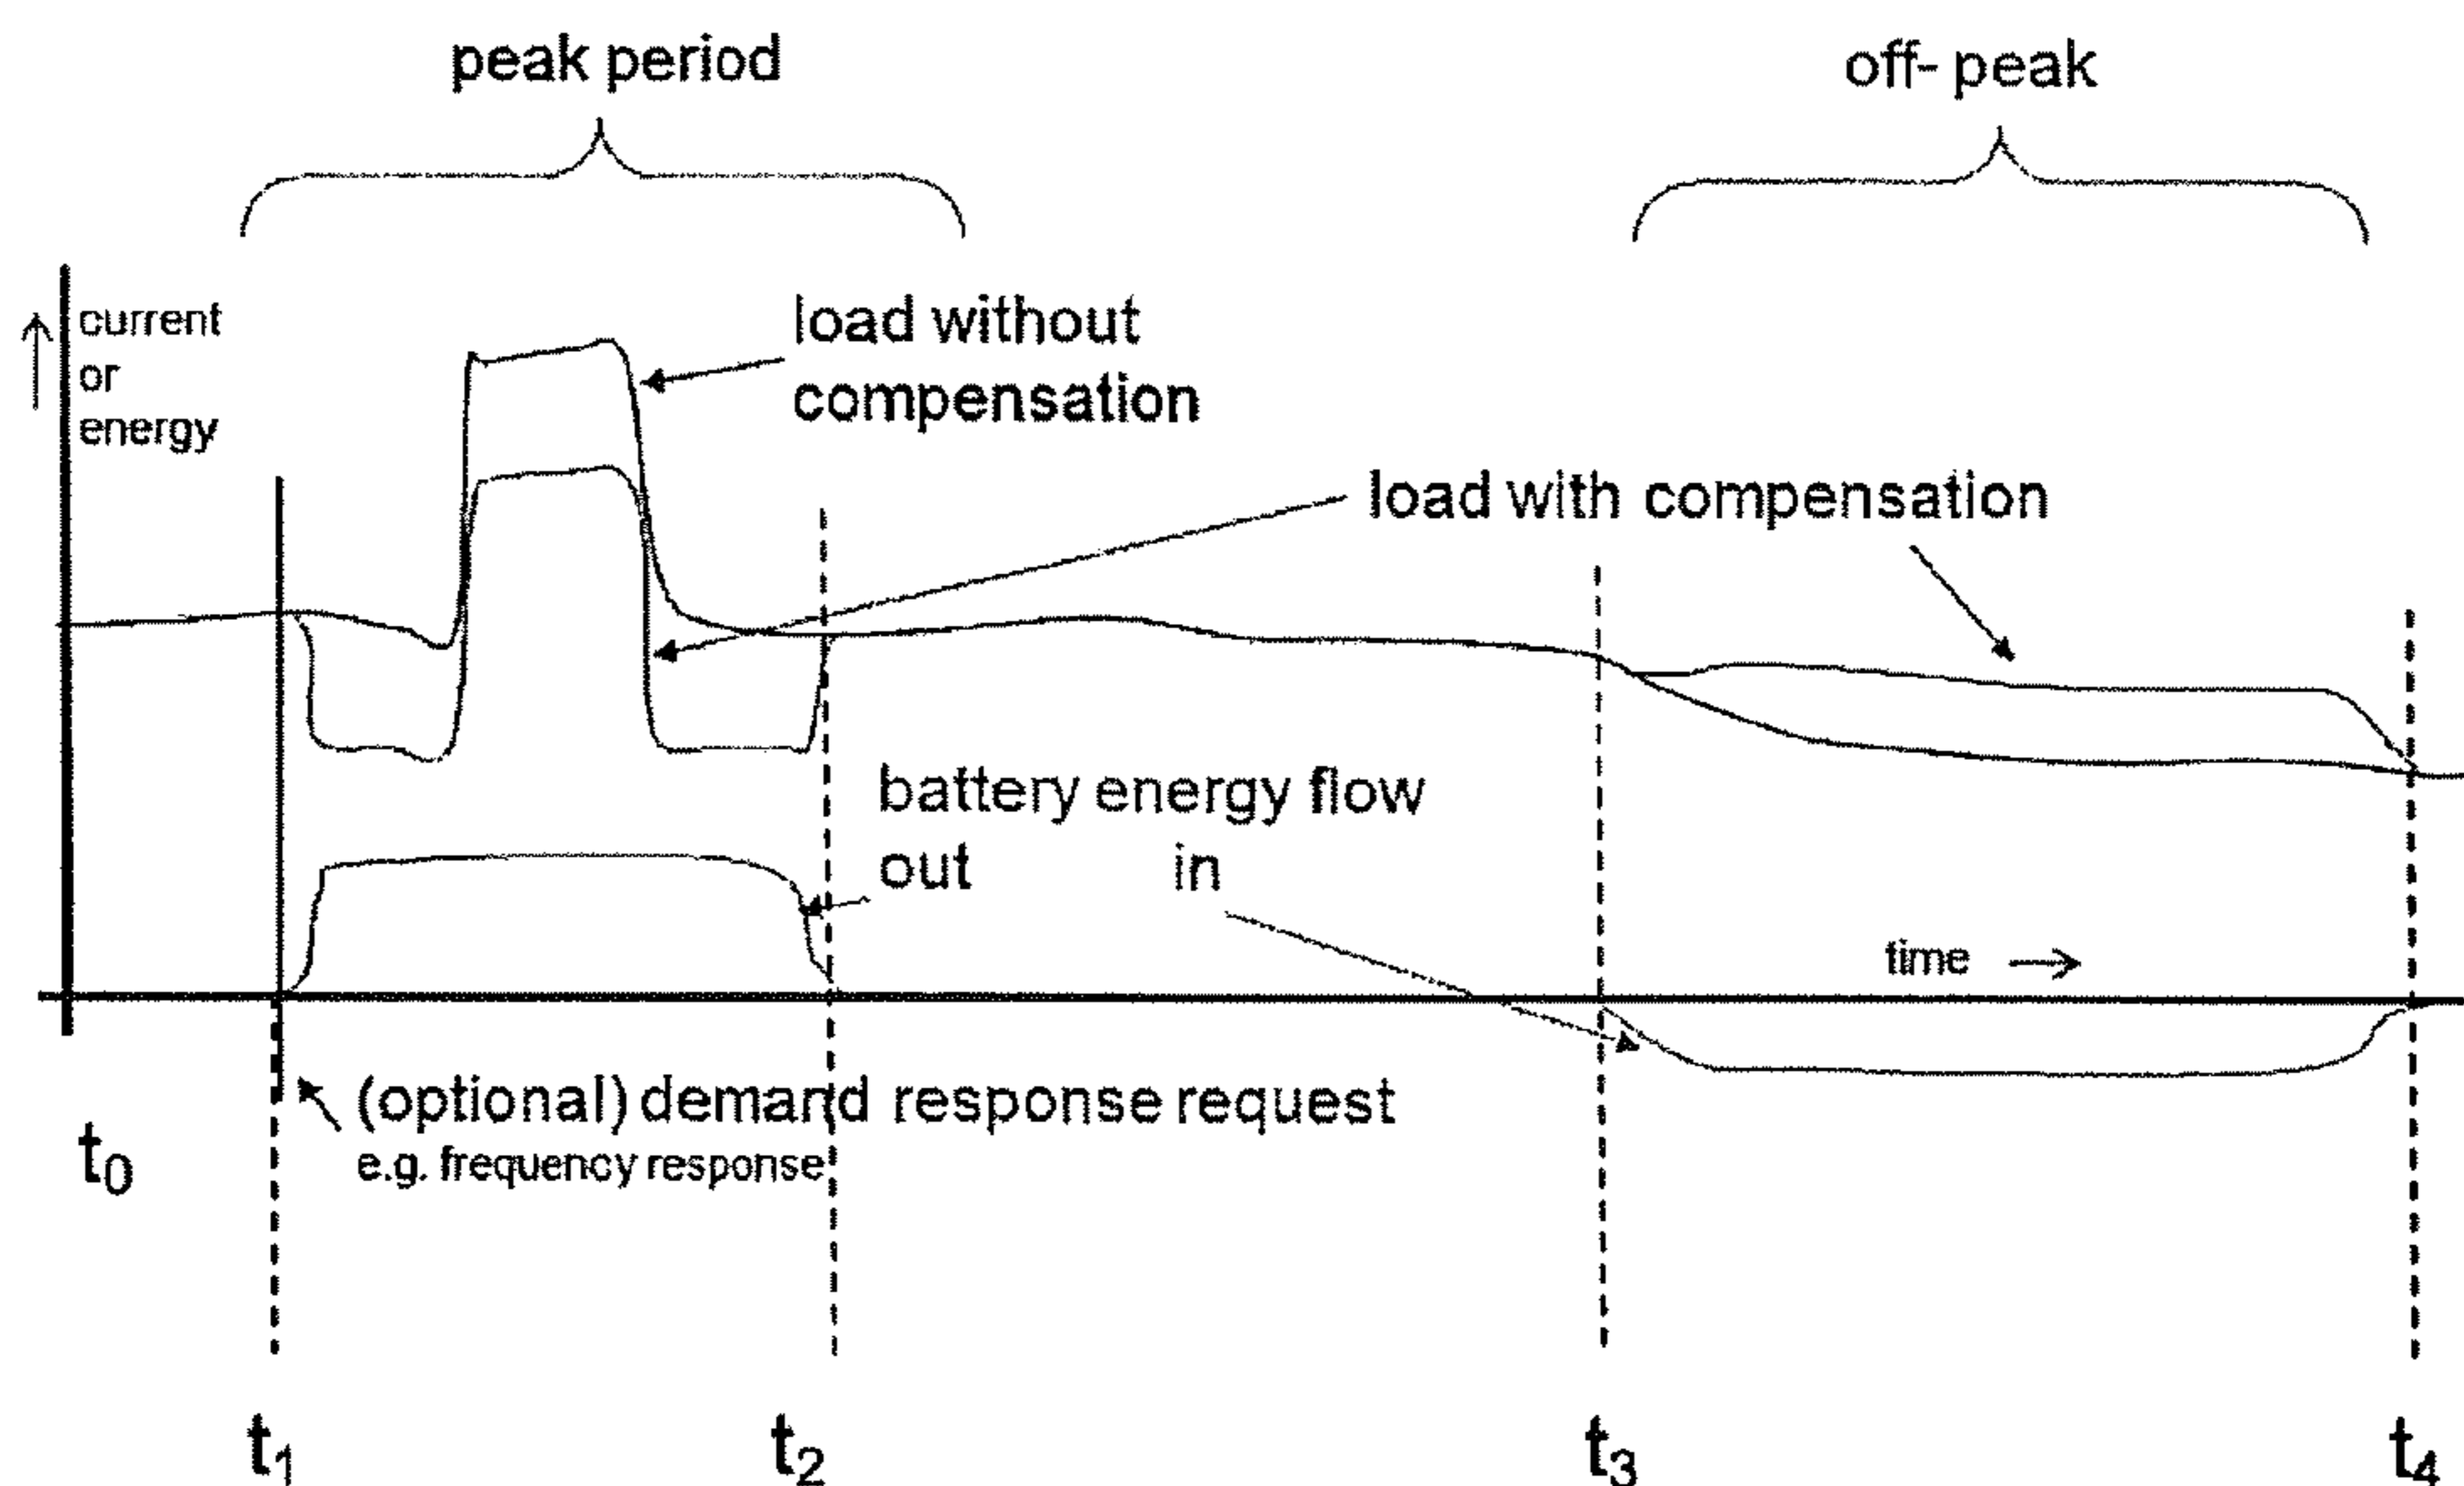 peak period
off- peak
current
or
energy
load without
compensation
load with compensation
battery energy flow
out in
time
(optional) demand response request
e.g. frequency response
t₀
t₁
t₂
t₃
t₄